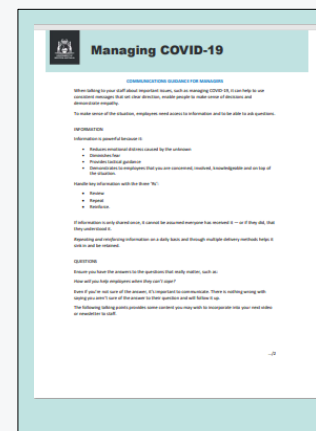 Managing COVID-19
COMMUNICATIONS GUIDANCE FOR MANAGERS
When talking to your staff about important issues, such as managing COVID-19, it can help to use
consistent messages that set clear direction, enable people to make sense of decisions and
demonstrate empathy.
To make sense of the situation, employees need access to information and to be able to ask questions.
INFORMATION
Information is powerful because it:
• Reduces emotional distress caused by the unknown
• Diminishes fear
• Provides tactical guidance
• Demonstrates to employees that you are concerned, involved, knowledgeable and on top of
the situation.
Handle key information with the three 'Rs':
• Review
• Repeat
• Reinforce
If information is only shared once, it cannot be assumed everyone has received it — or if they did, that
they understood it.
Repeating and reinforcing information on a daily basis and through multiple delivery methods helps it
sink in and be retained.
QUESTIONS
Ensure you have the answers to the questions that really matter, such as:
How will you help employees when they can't cope?
Even if you're not sure of the answer, it's important to communicate. There is nothing wrong with
saying you aren't sure of the answer to their question and will follow it up.
The following talking points provides some content you may wish to incorporate into your next video
or newsletter to staff.
…/2